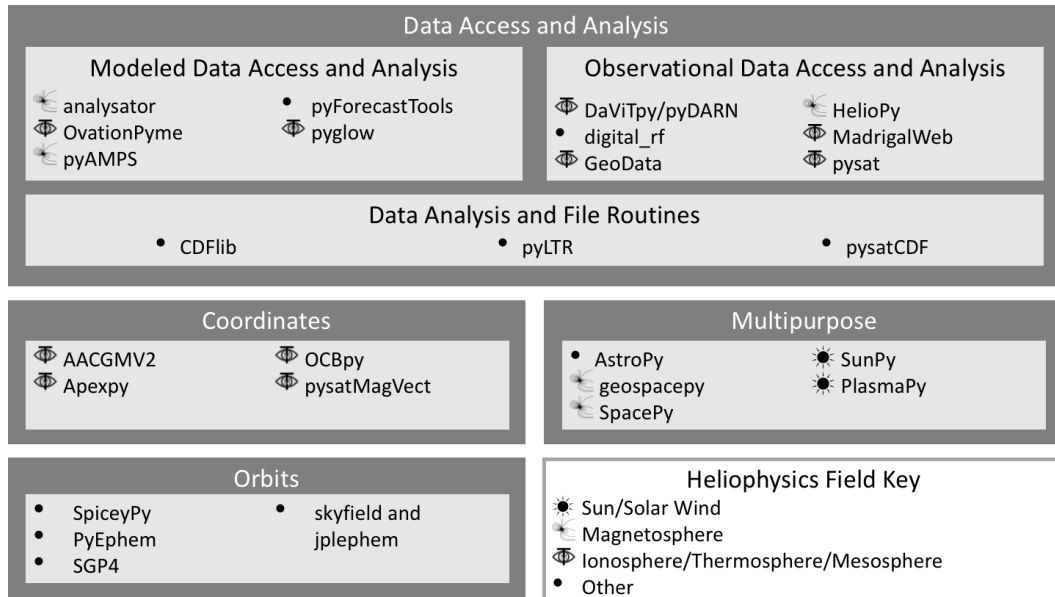 Data Access and Analysis
Modeled Data Access and Analysis
analysator
OvationPyme
pyAMPS
• pyForecastTools
pyglow
Observational Data Access and Analysis
DaViTpy/pyDARN
• digital_rf
GeoData
HelioPy
MadrigalWeb
pysat
Data Analysis and File Routines
• CDFlib
• pyLTR
• pysatCDF
Coordinates
AACGMV2
Apexpy
OCBpy
pysatMagVect
Multipurpose
• AstroPy
geospacepy
SpacePy
SunPy
PlasmaPy
Orbits
• SpiceyPy
• PyEphem
• SGP4
• skyfield and
jplephem
Heliophysics Field Key
Sun/Solar Wind
Magnetosphere
Ionosphere/Thermosphere/Mesosphere
• Other